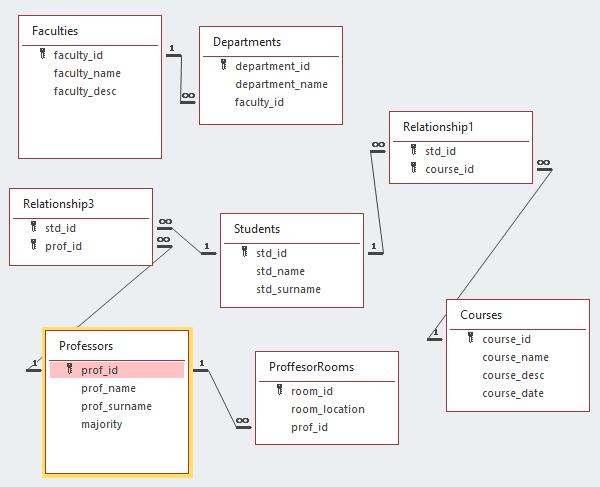 Faculties
faculty_id
faculty_name
faculty_desc
1
∞
Departments
department_id
department_name
faculty_id
Relationship1
std_id
course_id
∞
∞
Relationship3
std_id
prof_id
∞
∞
Students
std_id
std_name
std_surname
1
1
Courses
course_id
course_name
course_desc
course_date
1
Professors
prof_id
prof_name
prof_surname
majority
1
1
∞
ProffesorRooms
room_id
room_location
prof_id